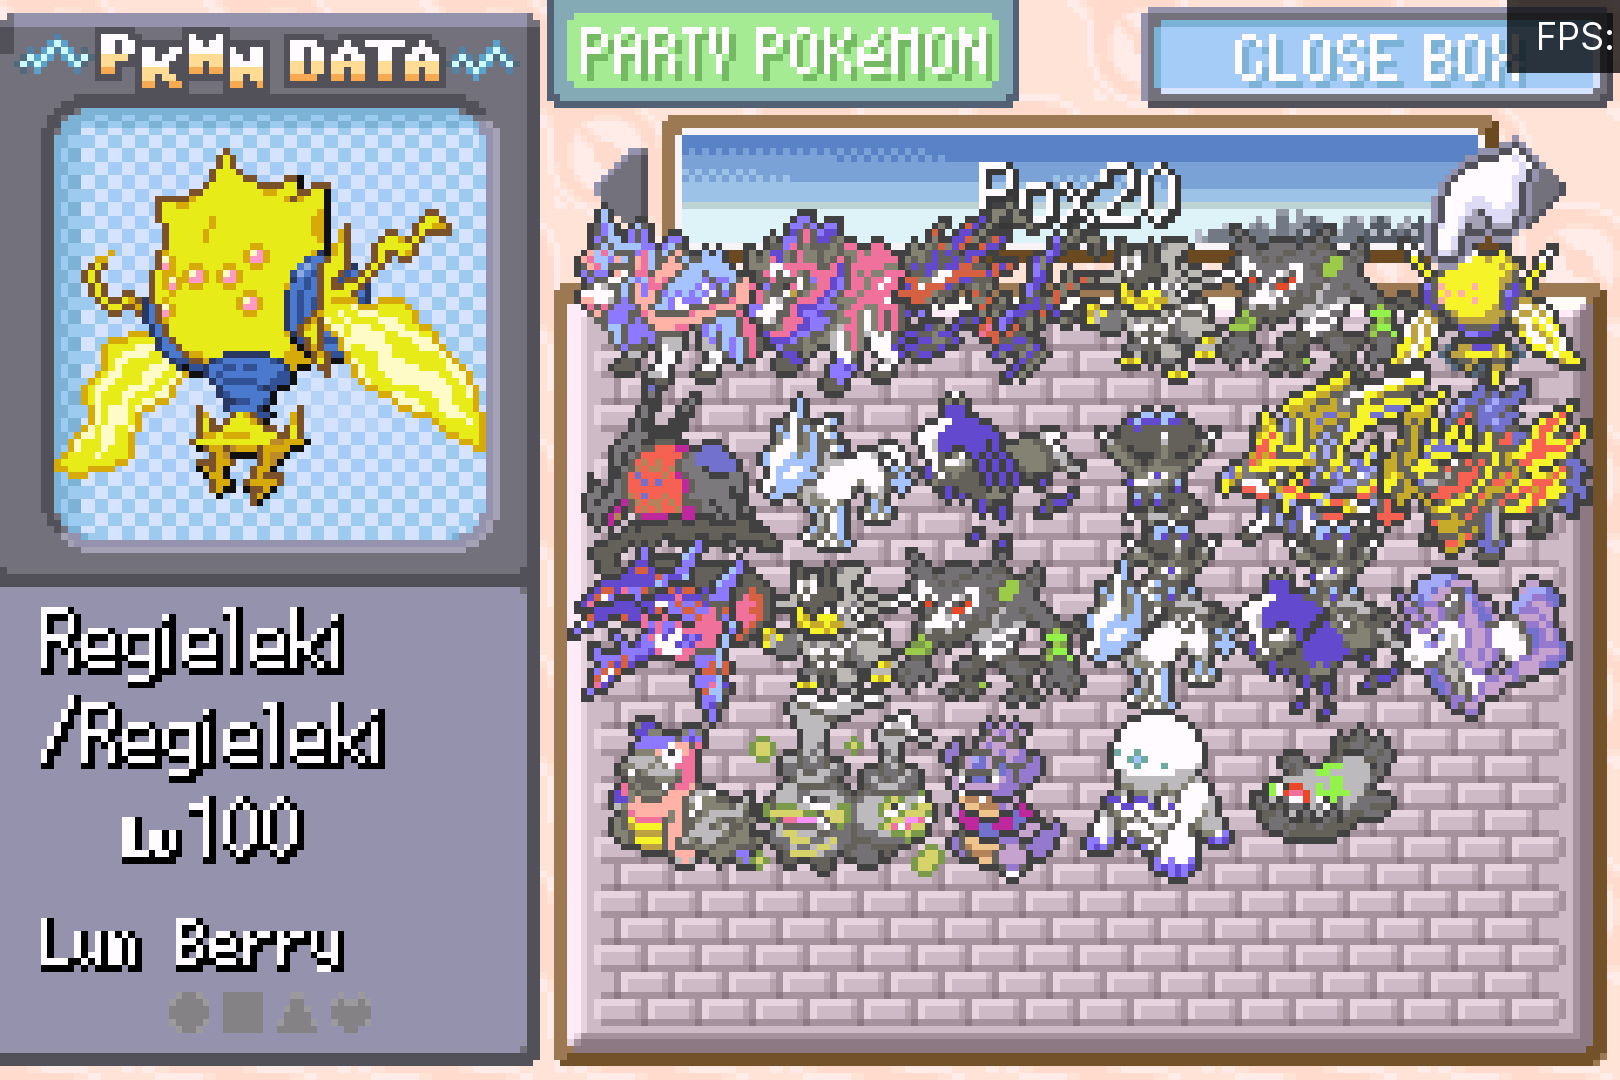 PKMN DATA
PARTY POKéMON
CLOSE BOX
FPS:
Box20
Regieleki
/Regieleki
Lv100
Lum Berry